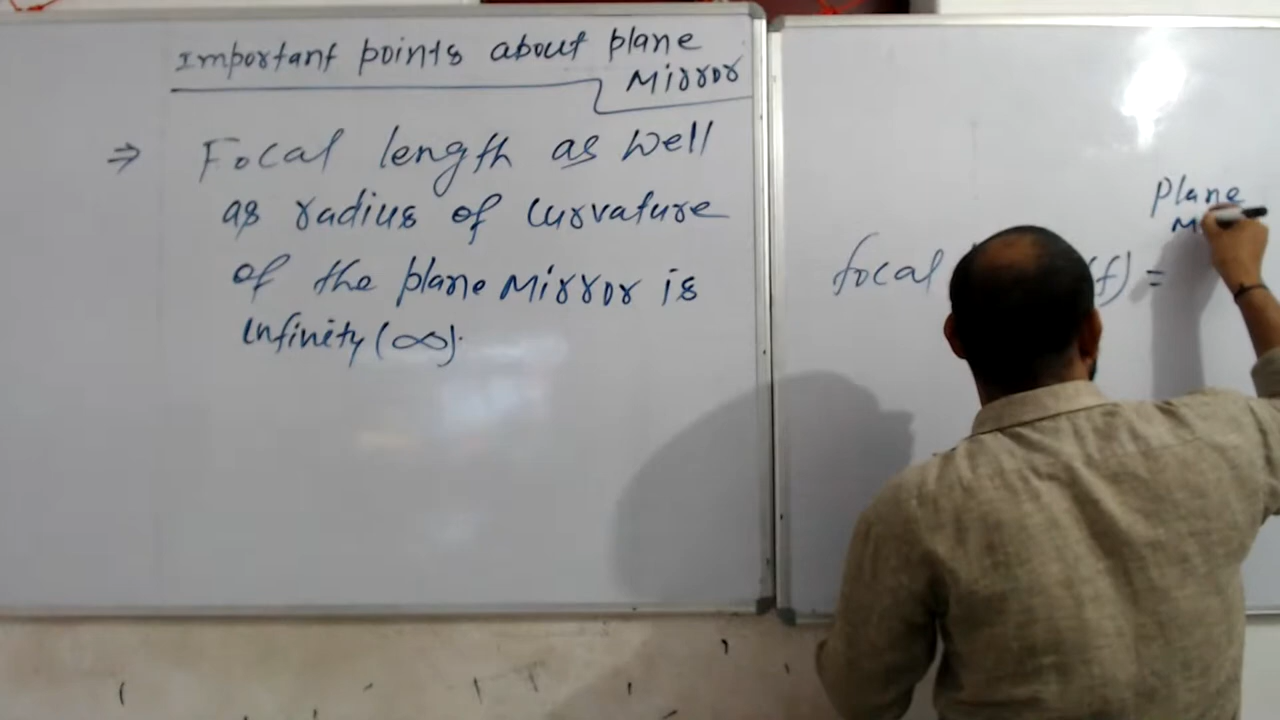 Important points about plane
Mirror
⇒ Focal length as well
as radius of curvature
of the plane Mirror is
infinity (∞).
plane
focal (f) =